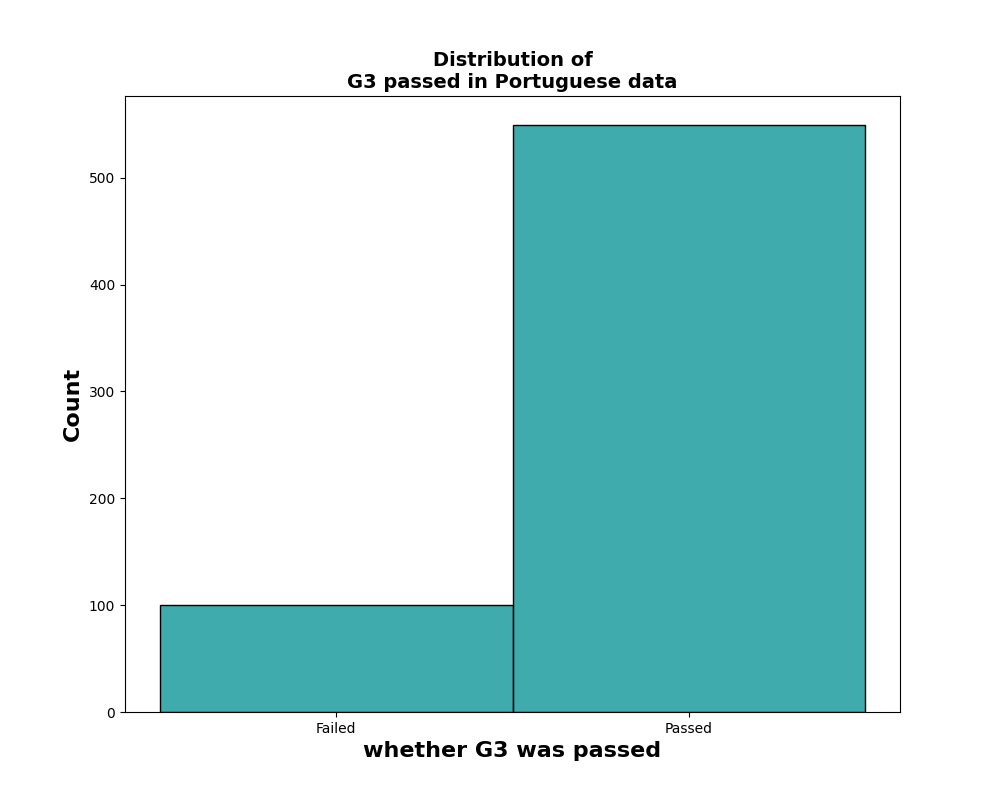 Distribution of
G3 passed in Portuguese data
500
400
300
200
100
0
Count
Failed
Passed
whether G3 was passed